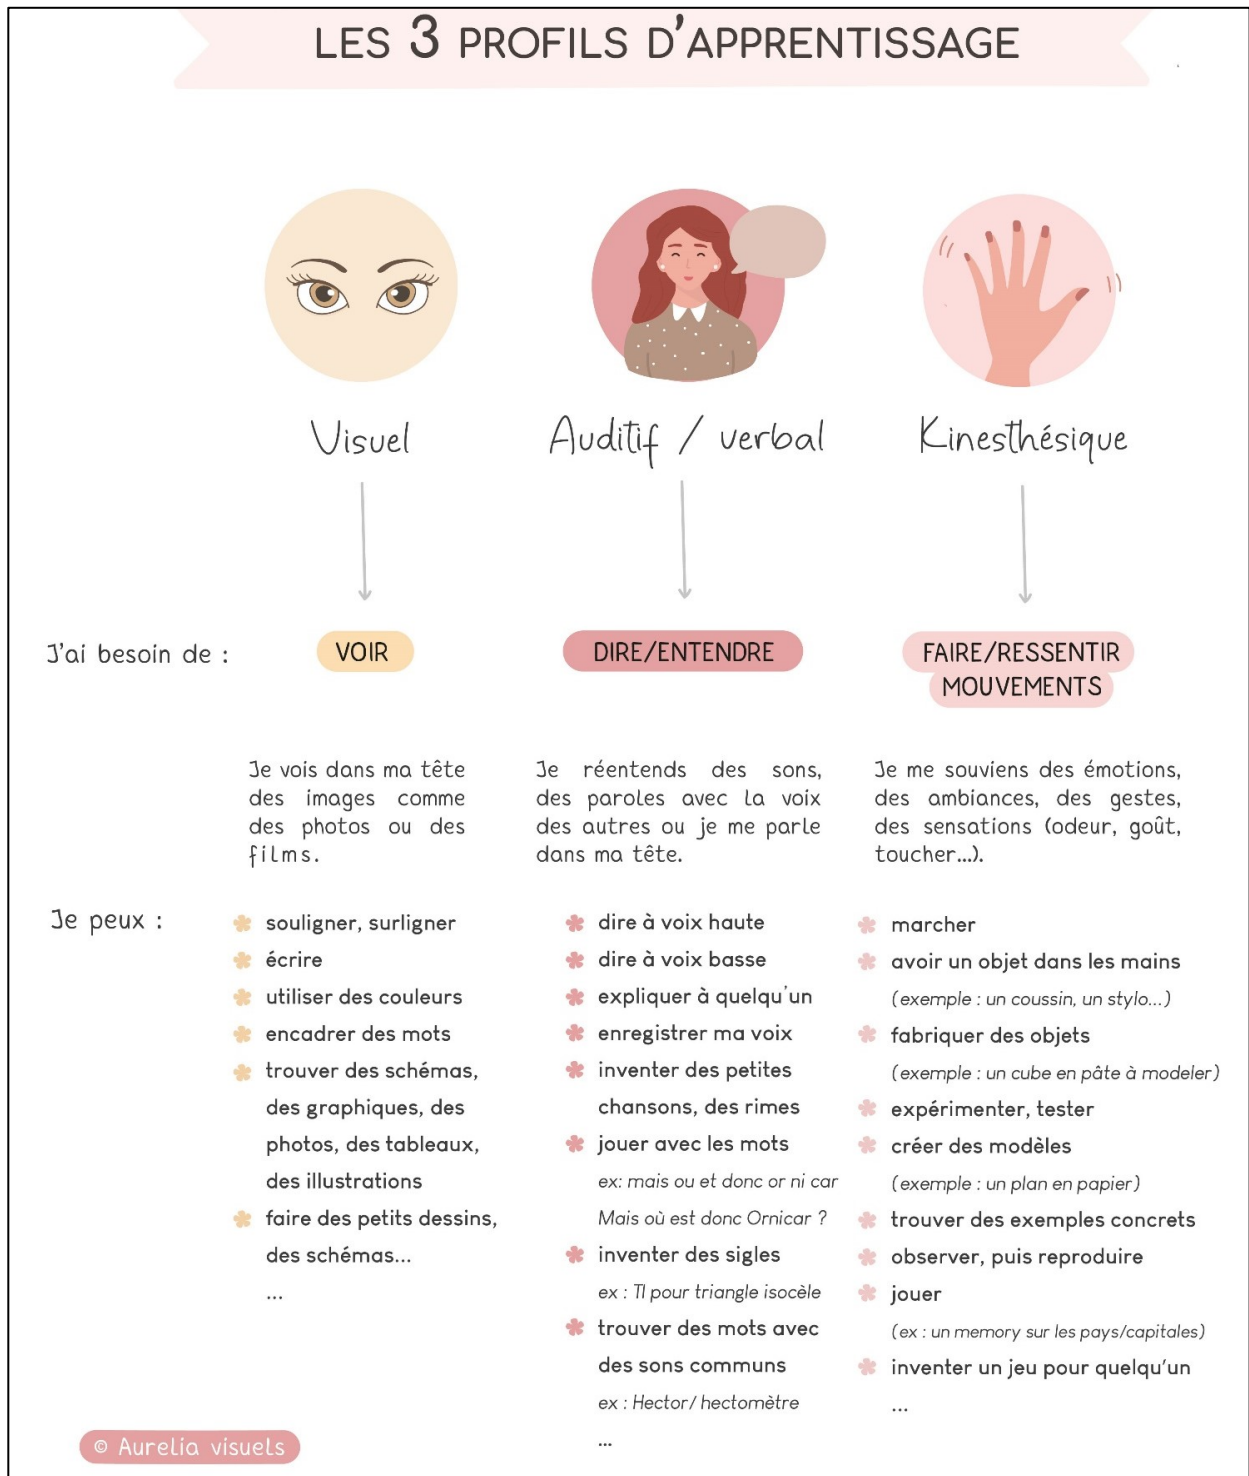 LES 3 PROFILS D'APPRENTISSAGE
Visuel
Auditif / verbal
Kinesthésique
J'ai besoin de :
VOIR
DIRE/ENTENDRE
FAIRE/RESSENTIR
MOUVEMENTS
Je vois dans ma tête
des images comme
des photos ou des
films.
Je réentends des sons,
des paroles avec la voix
des autres ou je me parle
dans ma tête.
Je me souviens des émotions,
des ambiances, des gestes,
des sensations (odeur, goût,
toucher...).
Je peux :
souligner, surligner
écrire
utiliser des couleurs
encadrer des mots
trouver des schémas,
des graphiques, des
photos, des tableaux,
des illustrations
faire des petits dessins,
des schémas...
...
dire à voix haute
dire à voix basse
expliquer à quelqu'un
enregistrer ma voix
inventer des petites
chansons, des rimes
jouer avec les mots
ex: mais ou et donc or ni car
Mais où est donc Ornicar ?
inventer des sigles
ex : TI pour triangle isocèle
trouver des mots avec
des sons communs
ex : Hector/ hectomètre
...
marcher
avoir un objet dans les mains
(exemple : un coussin, un stylo...)
fabriquer des objets
(exemple : un cube en pâte à modeler)
expérimenter, tester
créer des modèles
(exemple : un plan en papier)
trouver des exemples concrets
observer, puis reproduire
jouer
(ex : un memory sur les pays/capitales)
inventer un jeu pour quelqu'un
...
© Aurelia visuels